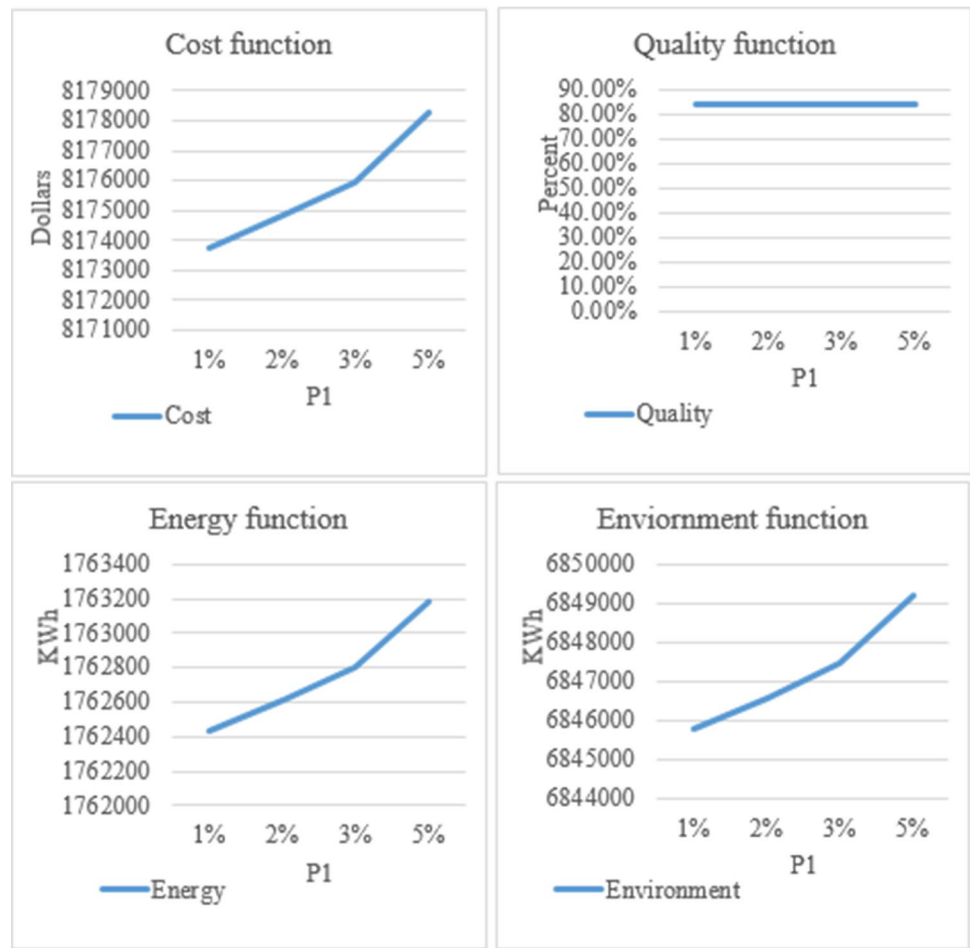 Cost function
8179000
8178000
8177000
8176000
8175000
8174000
8173000
8172000
8171000
Dollars
1% 2% 3% 5%
P1
Cost
Quality function
90.00%
80.00%
70.00%
60.00%
50.00%
40.00%
30.00%
20.00%
10.00%
0.00%
Percent
1% 2% 3% 5%
P1
Quality
Energy function
1763400
1763200
1763000
1762800
1762600
1762400
1762200
1762000
KWh
1% 2% 3% 5%
P1
Energy
Enviornment function
6850000
6849000
6848000
6847000
6846000
6845000
6844000
KWh
1% 2% 3% 5%
P1
Environment